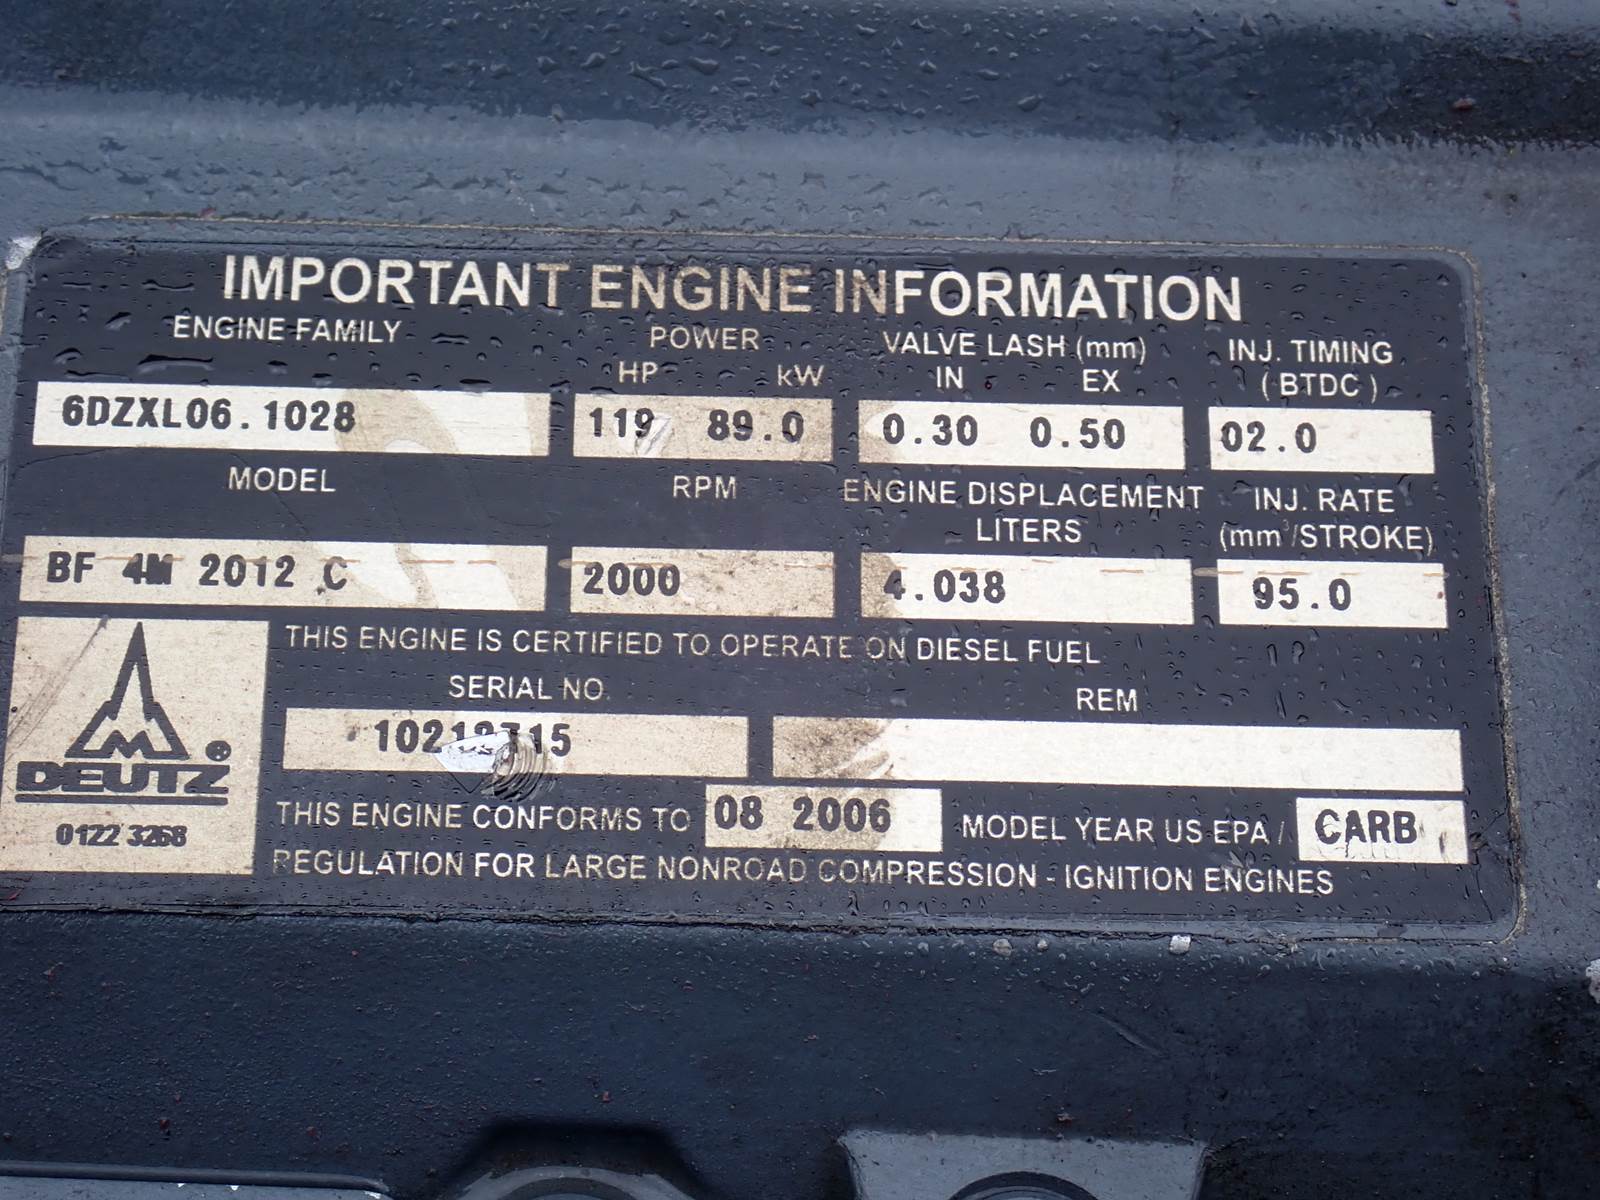 IMPORTANT ENGINE INFORMATION
ENGINE FAMILY POWER VALVE LASH (mm) INJ. TIMING
HP kW IN EX (BTDC)
6DZXL06.1028 119 89.0 0.30 0.50 02.0
MODEL RPM ENGINE DISPLACEMENT INJ. RATE
LITERS (mm³/STROKE)
BF 4M 2012 C 2000 4.038 95.0
THIS ENGINE IS CERTIFIED TO OPERATE ON DIESEL FUEL
SERIAL NO. REM
DEUTZ ®
0122 3268
THIS ENGINE CONFORMS TO 08 2006 MODEL YEAR US EPA / CARB
REGULATION FOR LARGE NONROAD COMPRESSION - IGNITION ENGINES